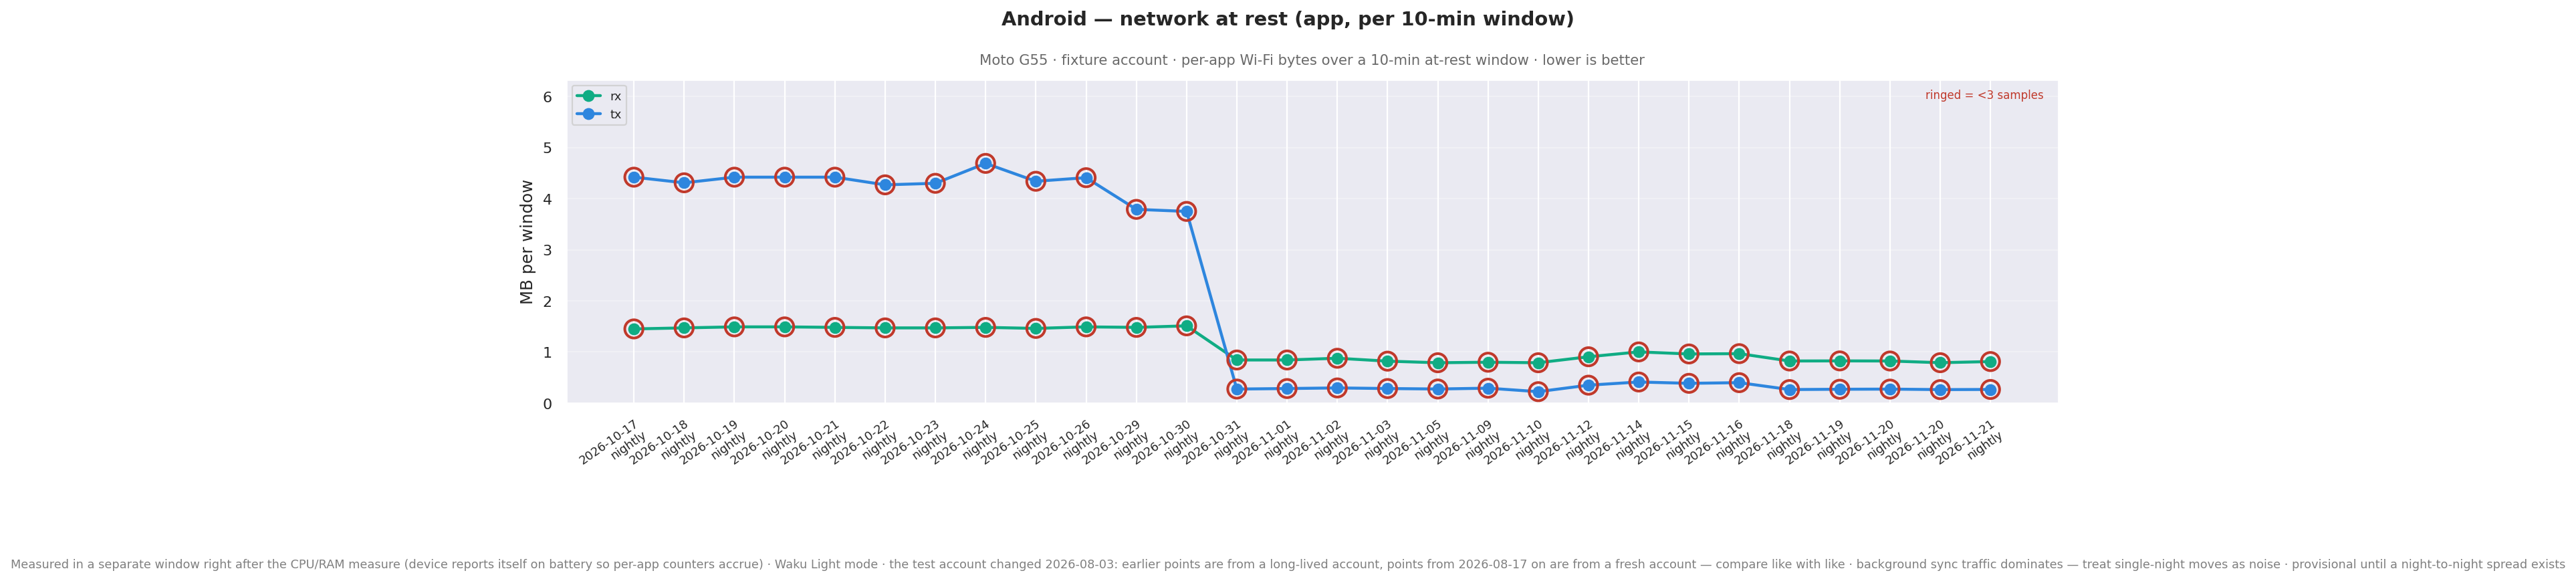 Android — network at rest (app, per 10-min window)
Moto G55 · fixture account · per-app Wi-Fi bytes over a 10-min at-rest window · lower is better
rx
tx
ringed = <3 samples
MB per window
6
5
4
3
2
1
0
2026-10-17
nightly
2026-10-18
nightly
2026-10-19
nightly
2026-10-20
nightly
2026-10-21
nightly
2026-10-22
nightly
2026-10-23
nightly
2026-10-24
nightly
2026-10-25
nightly
2026-10-26
nightly
2026-10-29
nightly
2026-10-30
nightly
2026-10-31
nightly
2026-11-01
nightly
2026-11-02
nightly
2026-11-03
nightly
2026-11-05
nightly
2026-11-09
nightly
2026-11-10
nightly
2026-11-12
nightly
2026-11-14
nightly
2026-11-15
nightly
2026-11-16
nightly
2026-11-18
nightly
2026-11-19
nightly
2026-11-20
nightly
2026-11-20
nightly
2026-11-21
nightly
Measured in a separate window right after the CPU/RAM measure (device reports itself on battery so per-app counters accrue) · Waku Light mode · the test account changed 2026-08-03: earlier points are from a long-lived account, points from 2026-08-17 on are from a fresh account — compare like with like · background sync traffic dominates — treat single-night moves as noise · provisional until a night-to-night spread exists